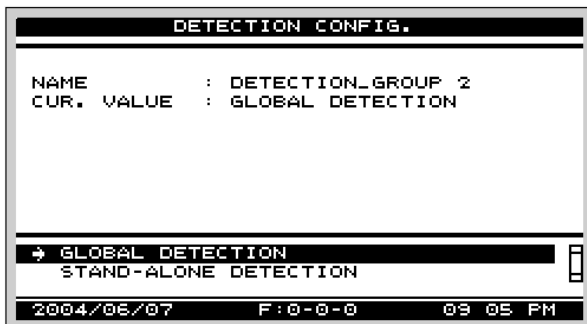 DETECTION CONFIG.
NAME : DETECTION_GROUP 2
CUR. VALUE : GLOBAL DETECTION
→ GLOBAL DETECTION
STAND-ALONE DETECTION
2004/06/07 F:0-0-0 09 05 PM